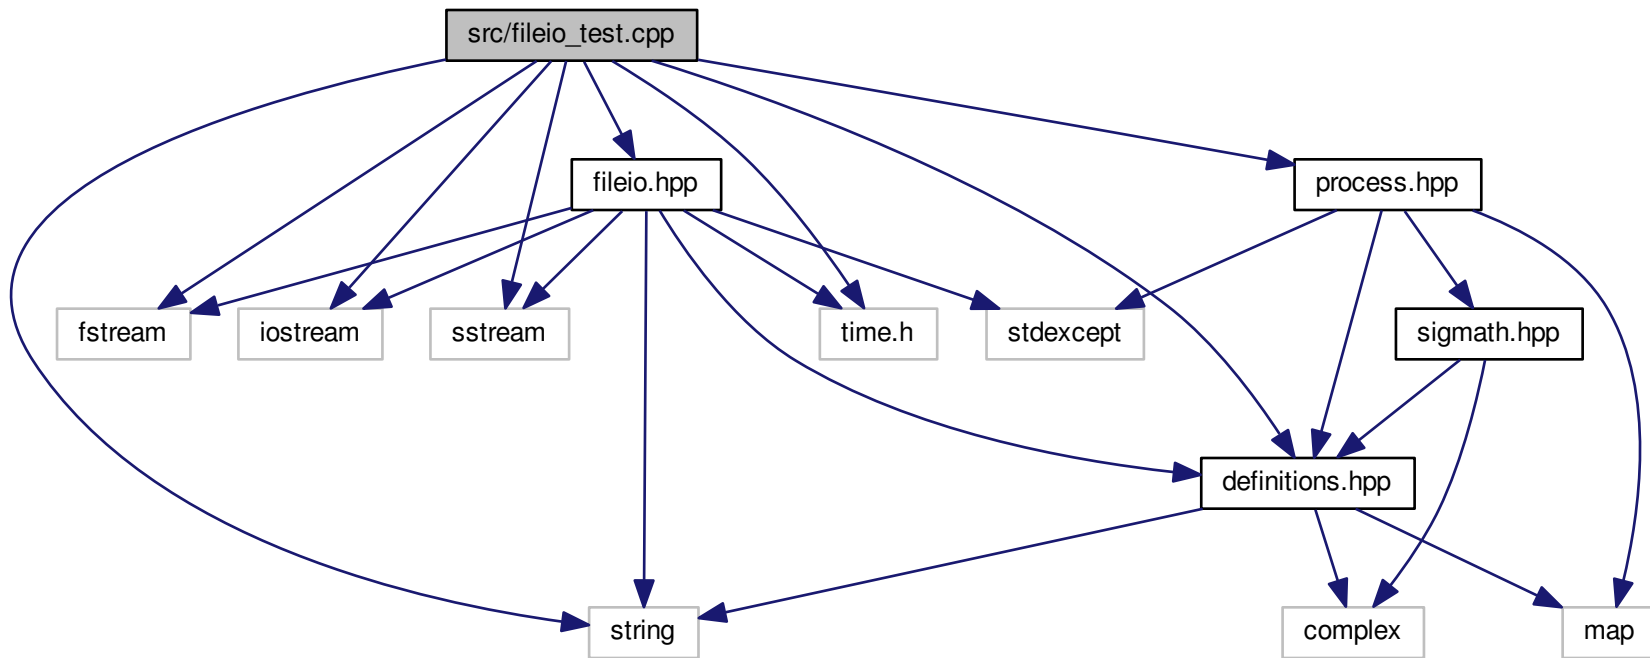 src/fileio_test.cpp
fileio.hpp
process.hpp
fstream
iostream
sstream
time.h
stdexcept
sigmath.hpp
definitions.hpp
string
complex
map